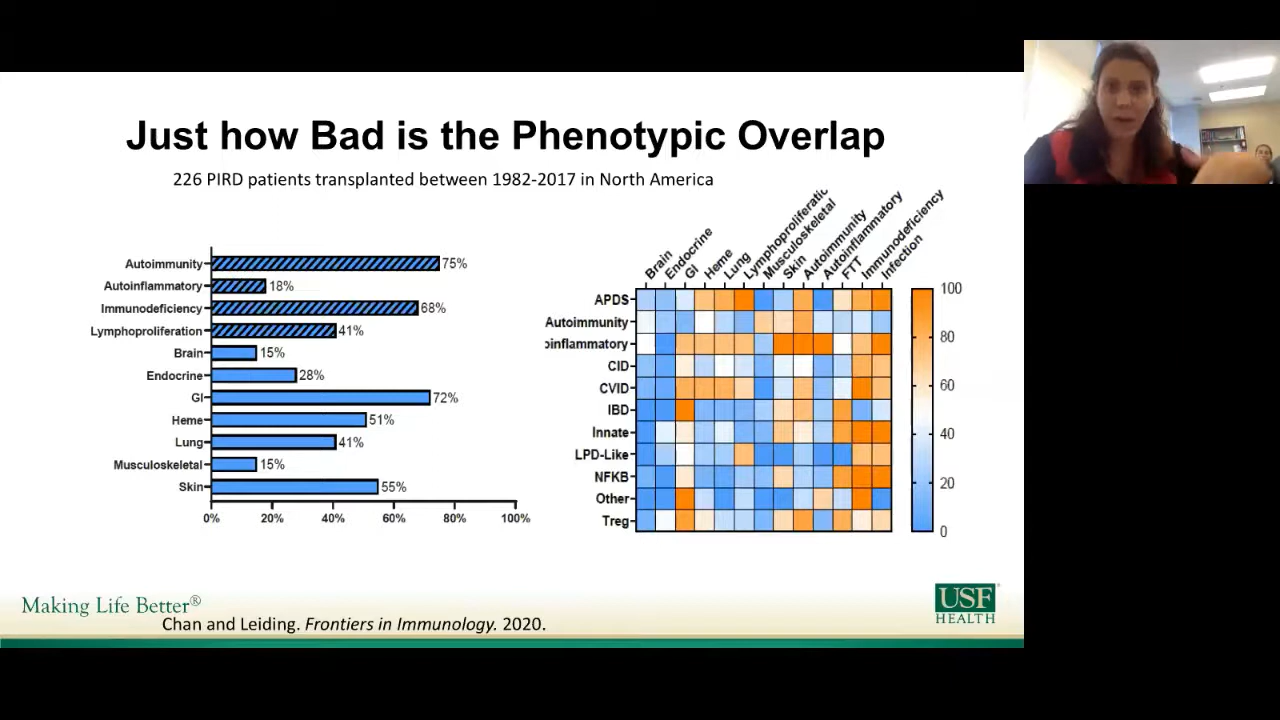 Just how Bad is the Phenotypic Overlap
226 PIRD patients transplanted between 1982-2017 in North America
Autoimmunity 75%
Autoinflammatory 18%
Immunodeficiency 68%
Lymphoproliferation 41%
Brain 15%
Endocrine 28%
GI 72%
Heme 51%
Lung 41%
Musculoskeletal 15%
Skin 55%
0% 20% 40% 60% 80% 100%
Brain
Endocrine
GI
Heme
Lung
Lymphoproliferatic
Musculoskeletal
Skin
Autoimmunity
Autoinflammatory
FTT
Immunodeficiency
Infection
APDS
Autoimmunity
oinflammatory
CID
CVID
IBD
Innate
LPD-Like
NFKB
Other
Treg
100
80
60
40
20
0
Making Life Better®
Chan and Leiding. Frontiers in Immunology. 2020.
USF
HEALTH